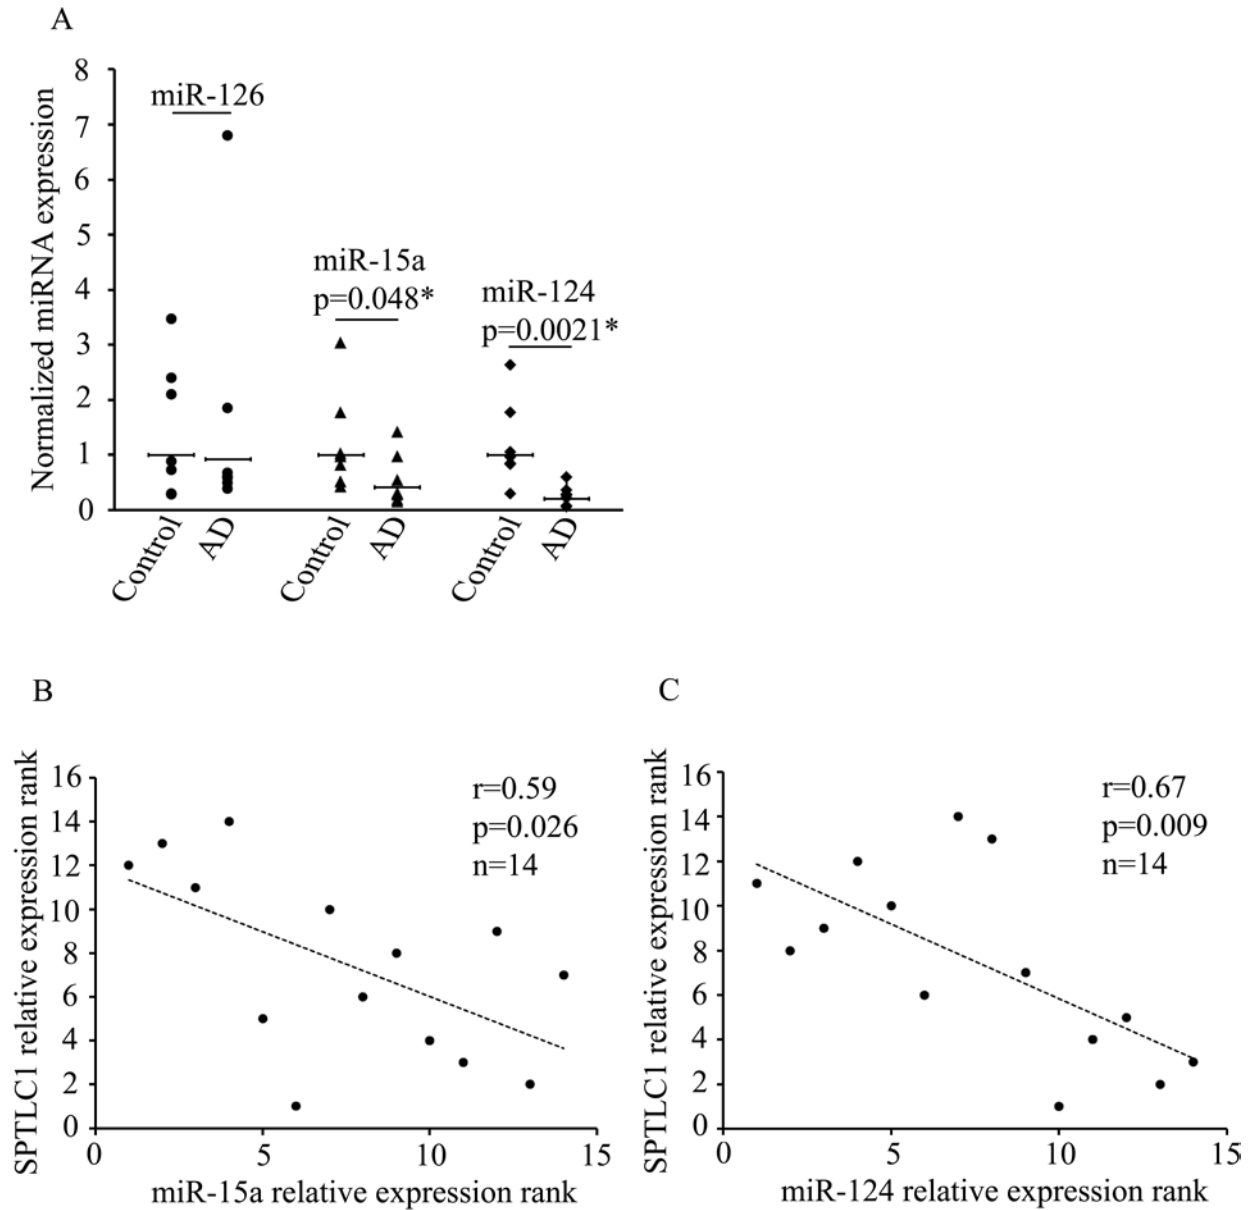 A
Normalized miRNA expression
8
7
6
5
4
3
2
1
0
miR-126
miR-15a
p=0.048*
miR-124
p=0.0021*
Control
AD
Control
AD
Control
AD
B
SPTLC1 relative expression rank
16
14
12
10
8
6
4
2
0
r=0.59
p=0.026
n=14
0 5 10 15
miR-15a relative expression rank
C
SPTLC1 relative expression rank
16
14
12
10
8
6
4
2
0
r=0.67
p=0.009
n=14
0 5 10 15
miR-124 relative expression rank